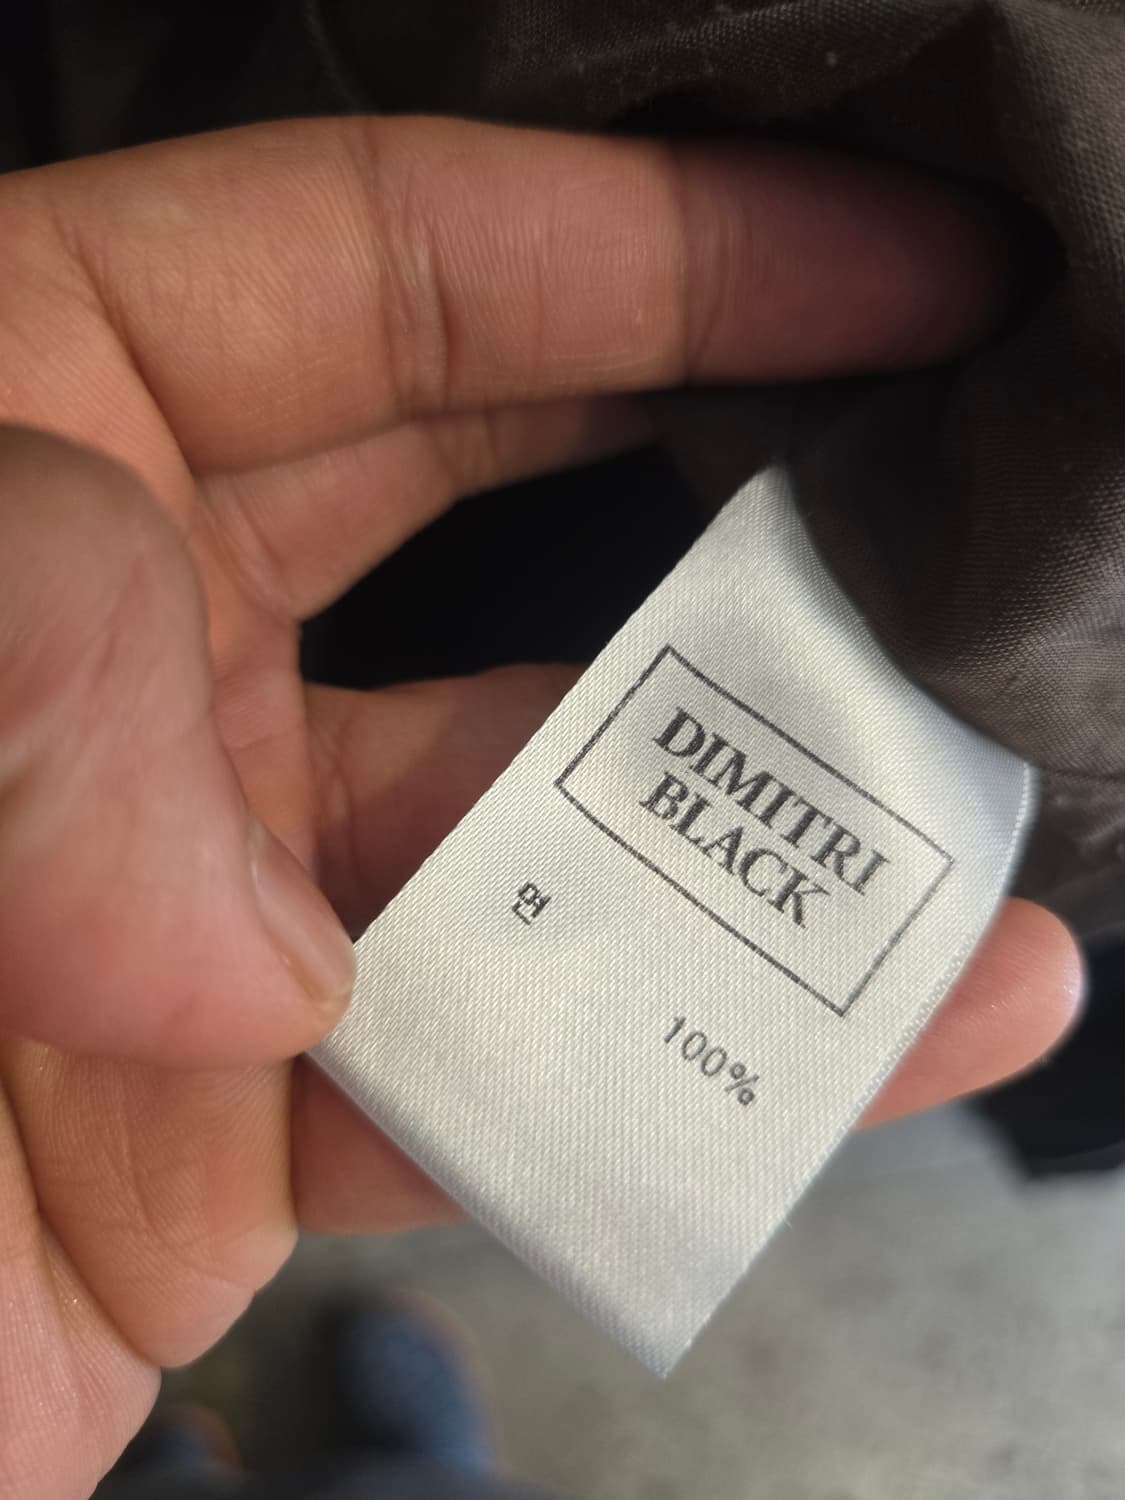 DIMITRI
BLACK
면 100%